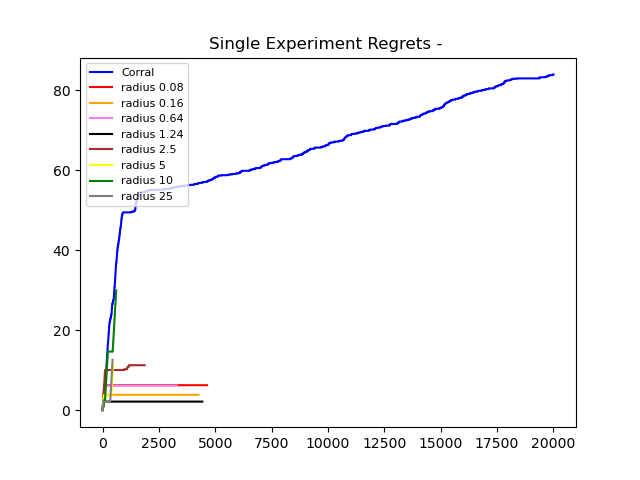 Single Experiment Regrets -
Corral
radius 0.08
radius 0.16
radius 0.64
radius 1.24
radius 2.5
radius 5
radius 10
radius 25
80
60
40
20
0
0 2500 5000 7500 10000 12500 15000 17500 20000